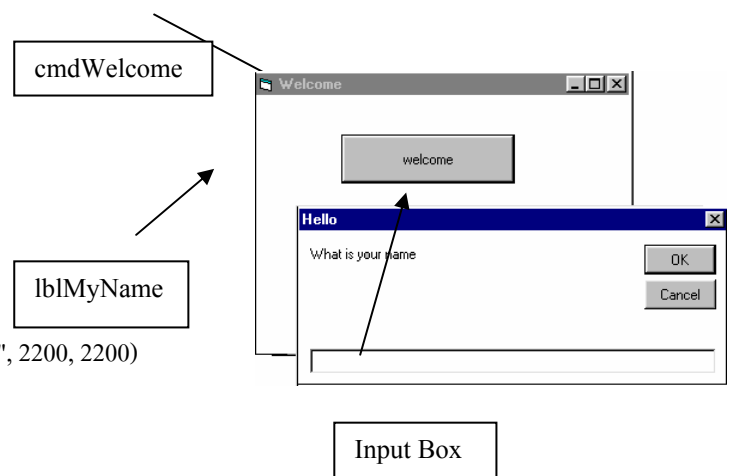 cmdWelcome
Welcome
welcome
Hello
What is your name
OK
Cancel
lblMyName
", 2200, 2200)
Input Box